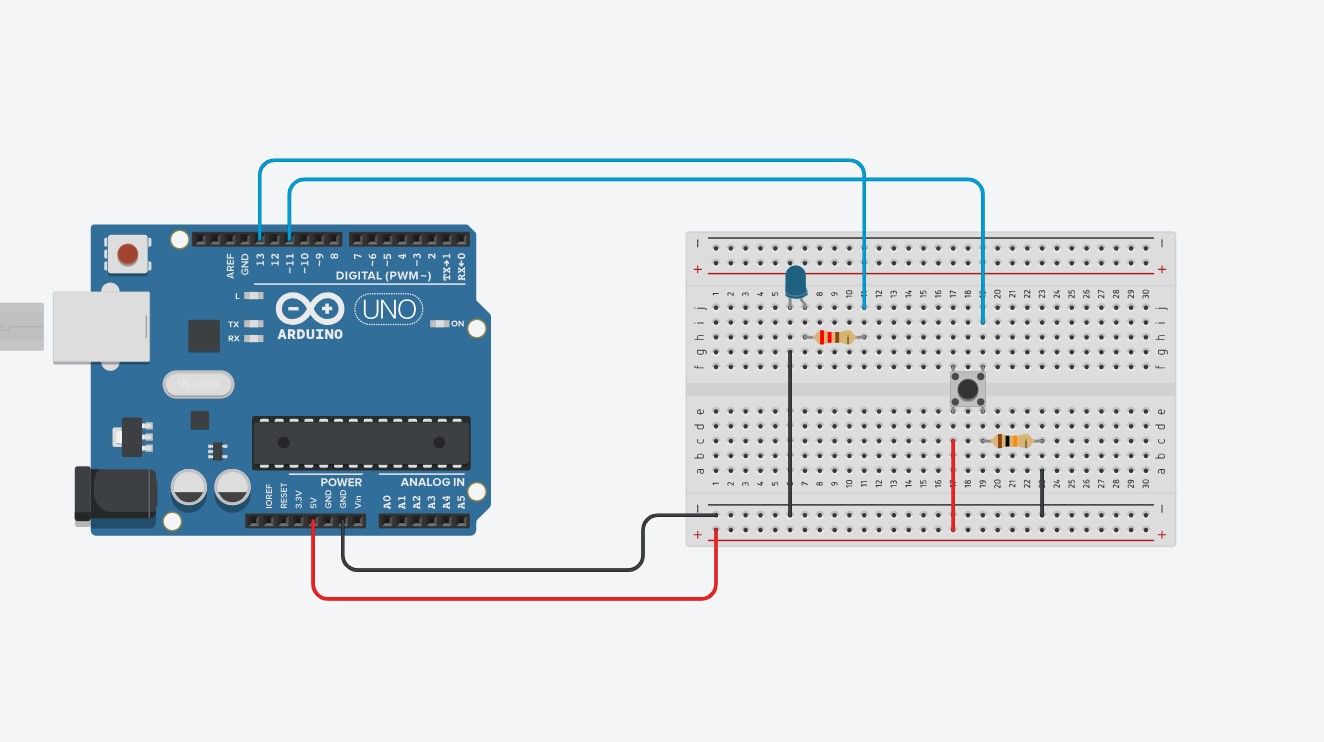 AREF
GND
13
12
~11
~10
~9
8
7
~6
~5
4
~3
2
TX→1
RX←0
DIGITAL (PWM~)
L
TX
RX
UNO
ON
ARDUINO
POWER
ANALOG IN
IOREF
RESET
3.3V
5V
GND
GND
Vin
A0
A1
A2
A3
A4
A5
1 2 3 4 5 8 9 10 11 12 13 14 15 16 17 18 19 20 21 22 23 24 25 26 27 28 29 30
j j
i i
h h
g g
f f
e e
d d
c c
b b
a a
1 2 3 4 5 6 7 8 9 10 11 12 13 14 15 16 17 18 19 20 21 22 23 24 25 26 27 28 29 30